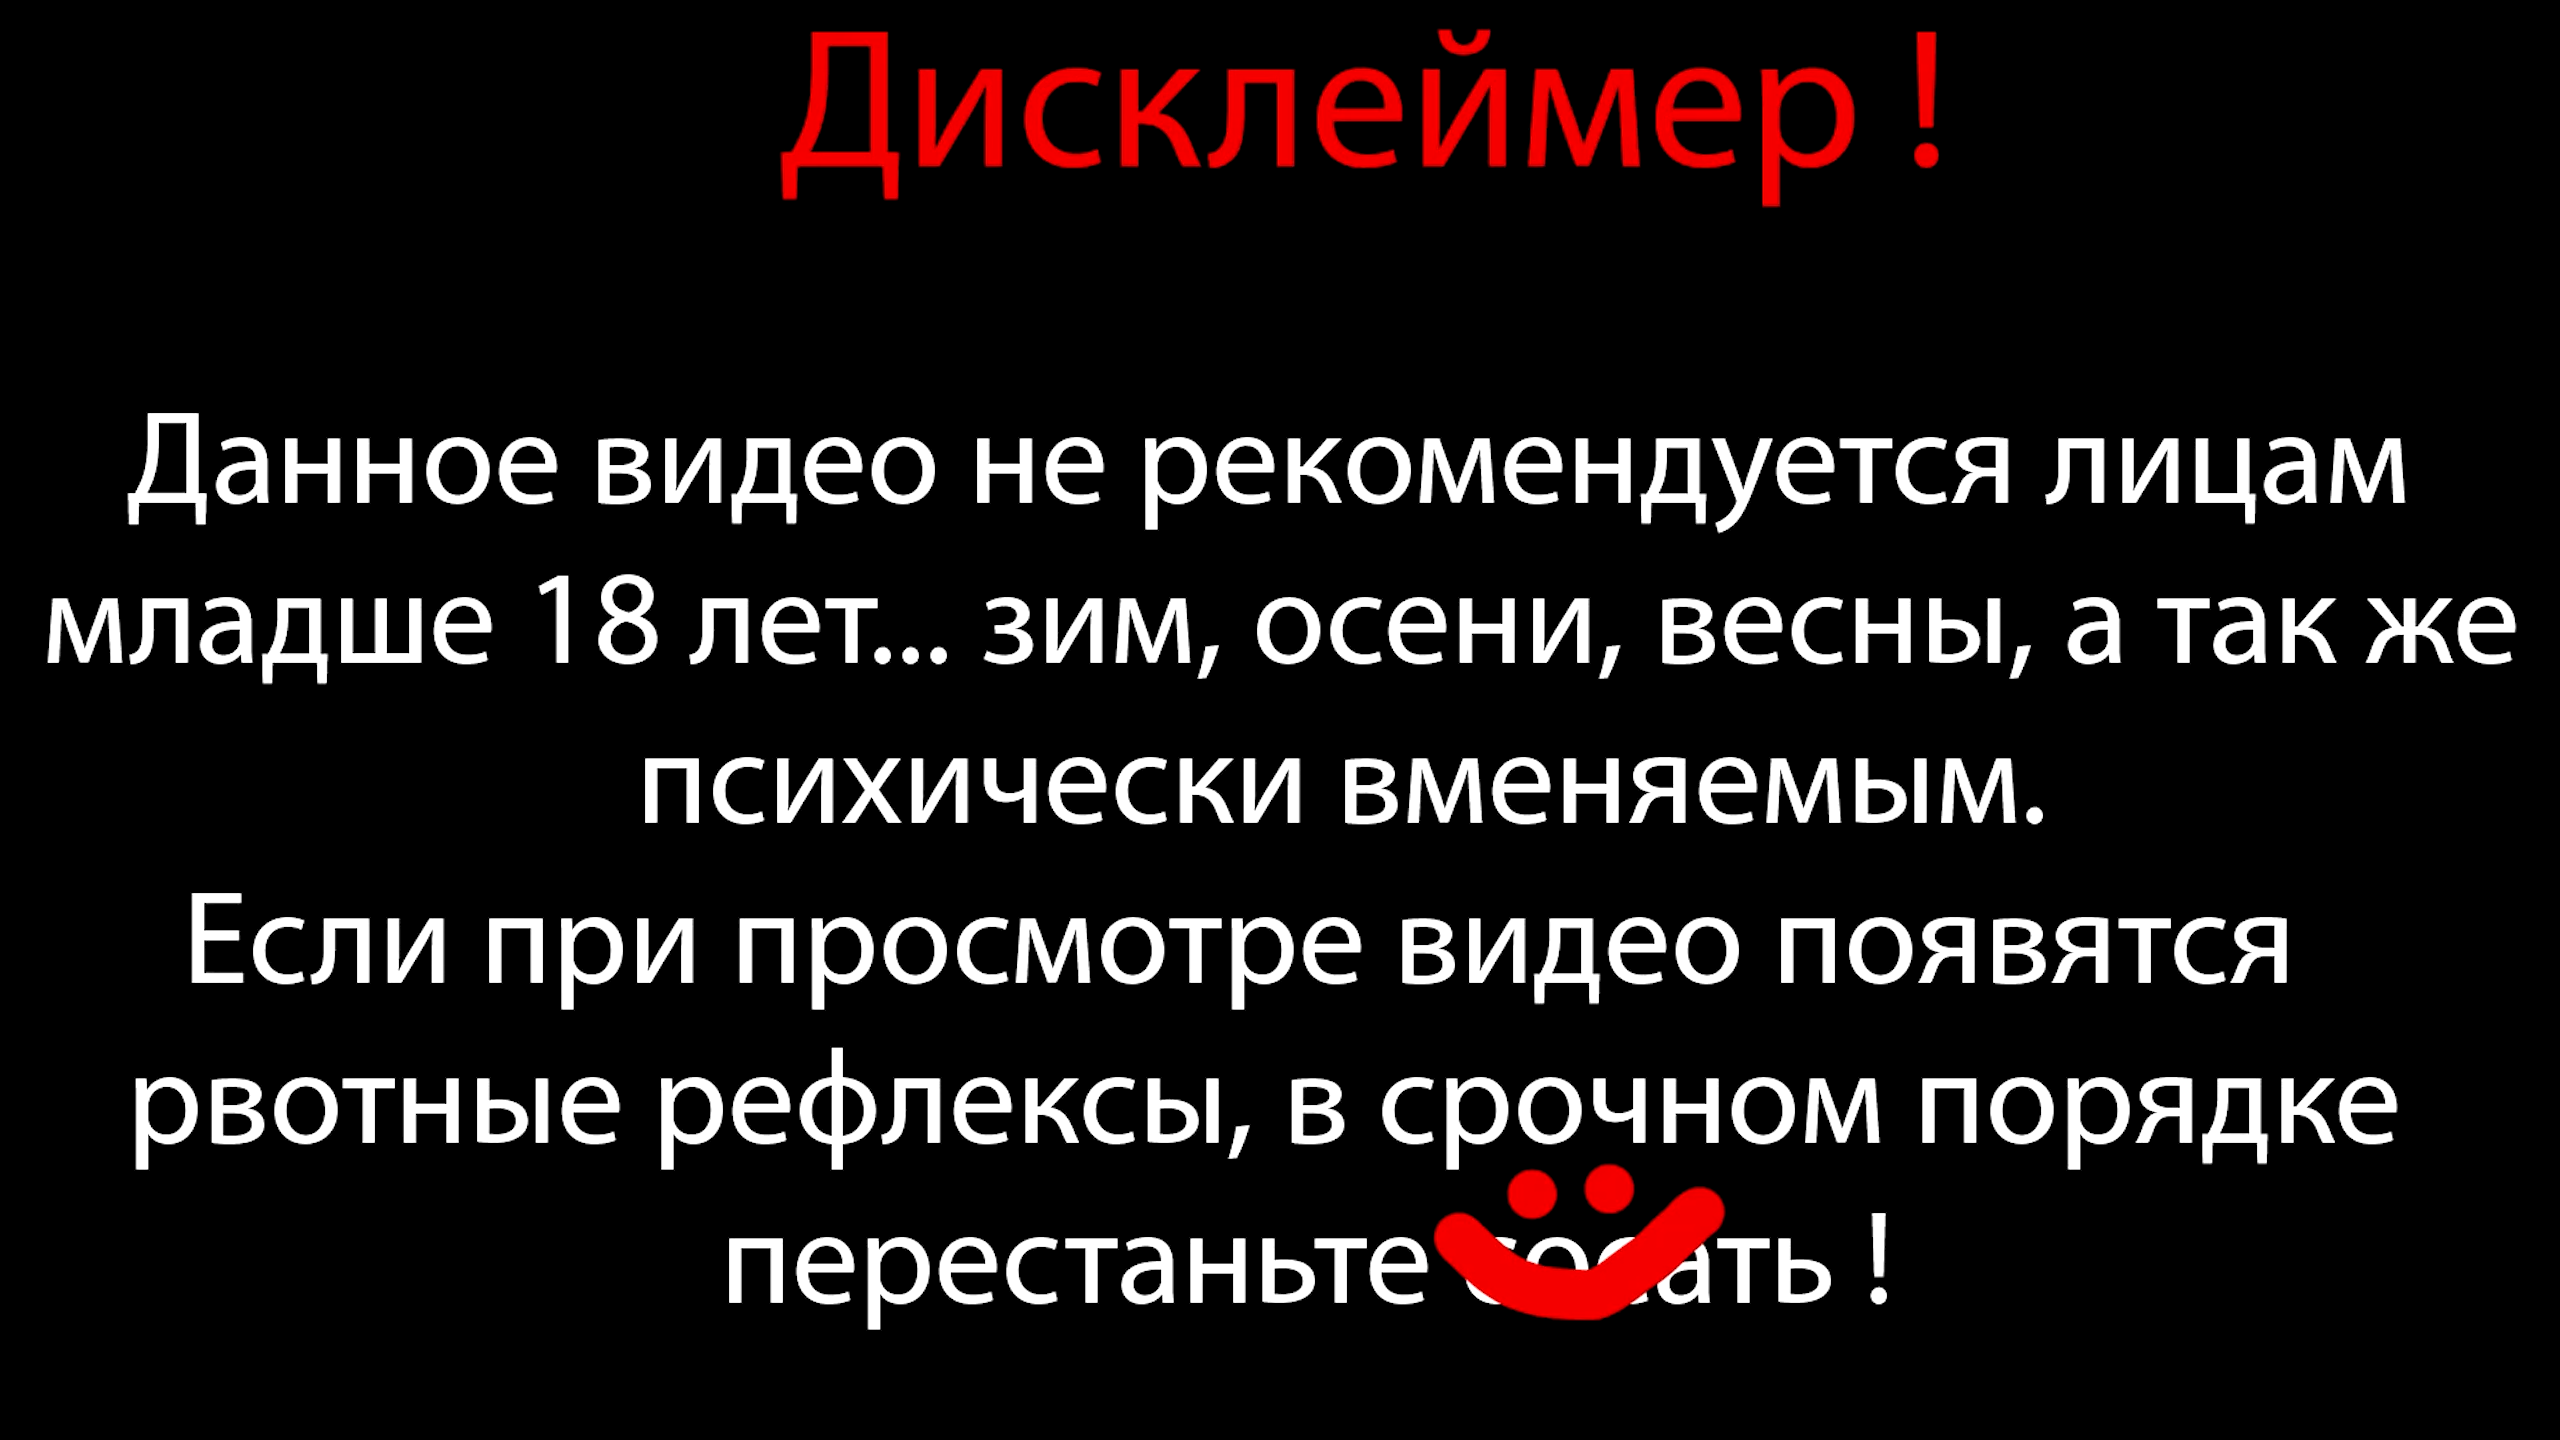 Дисклеймер !
Данное видео не рекомендуется лицам
младше 18 лет... зим, осени, весны, а так же
психически вменяемым.
Если при просмотре видео появятся
рвотные рефлексы, в срочном порядке
перестаньте сосать !